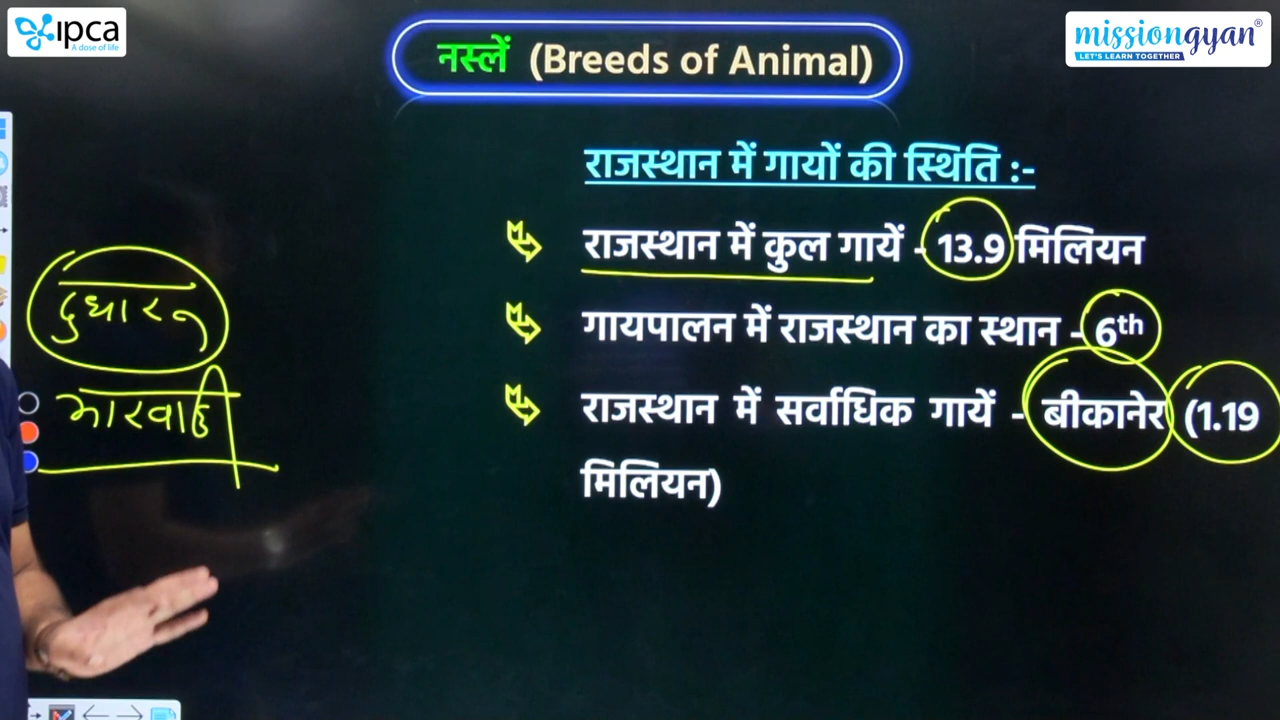 ipca
A dose of life
missiongyan®
LET'S LEARN TOGETHER
नस्लें (Breeds of Animal)
राजस्थान में गायों की स्थिति :-
राजस्थान में कुल गायें - 13.9 मिलियन
गायपालन में राजस्थान का स्थान - 6th
राजस्थान में सर्वाधिक गायें - बीकानेर (1.19
मिलियन)